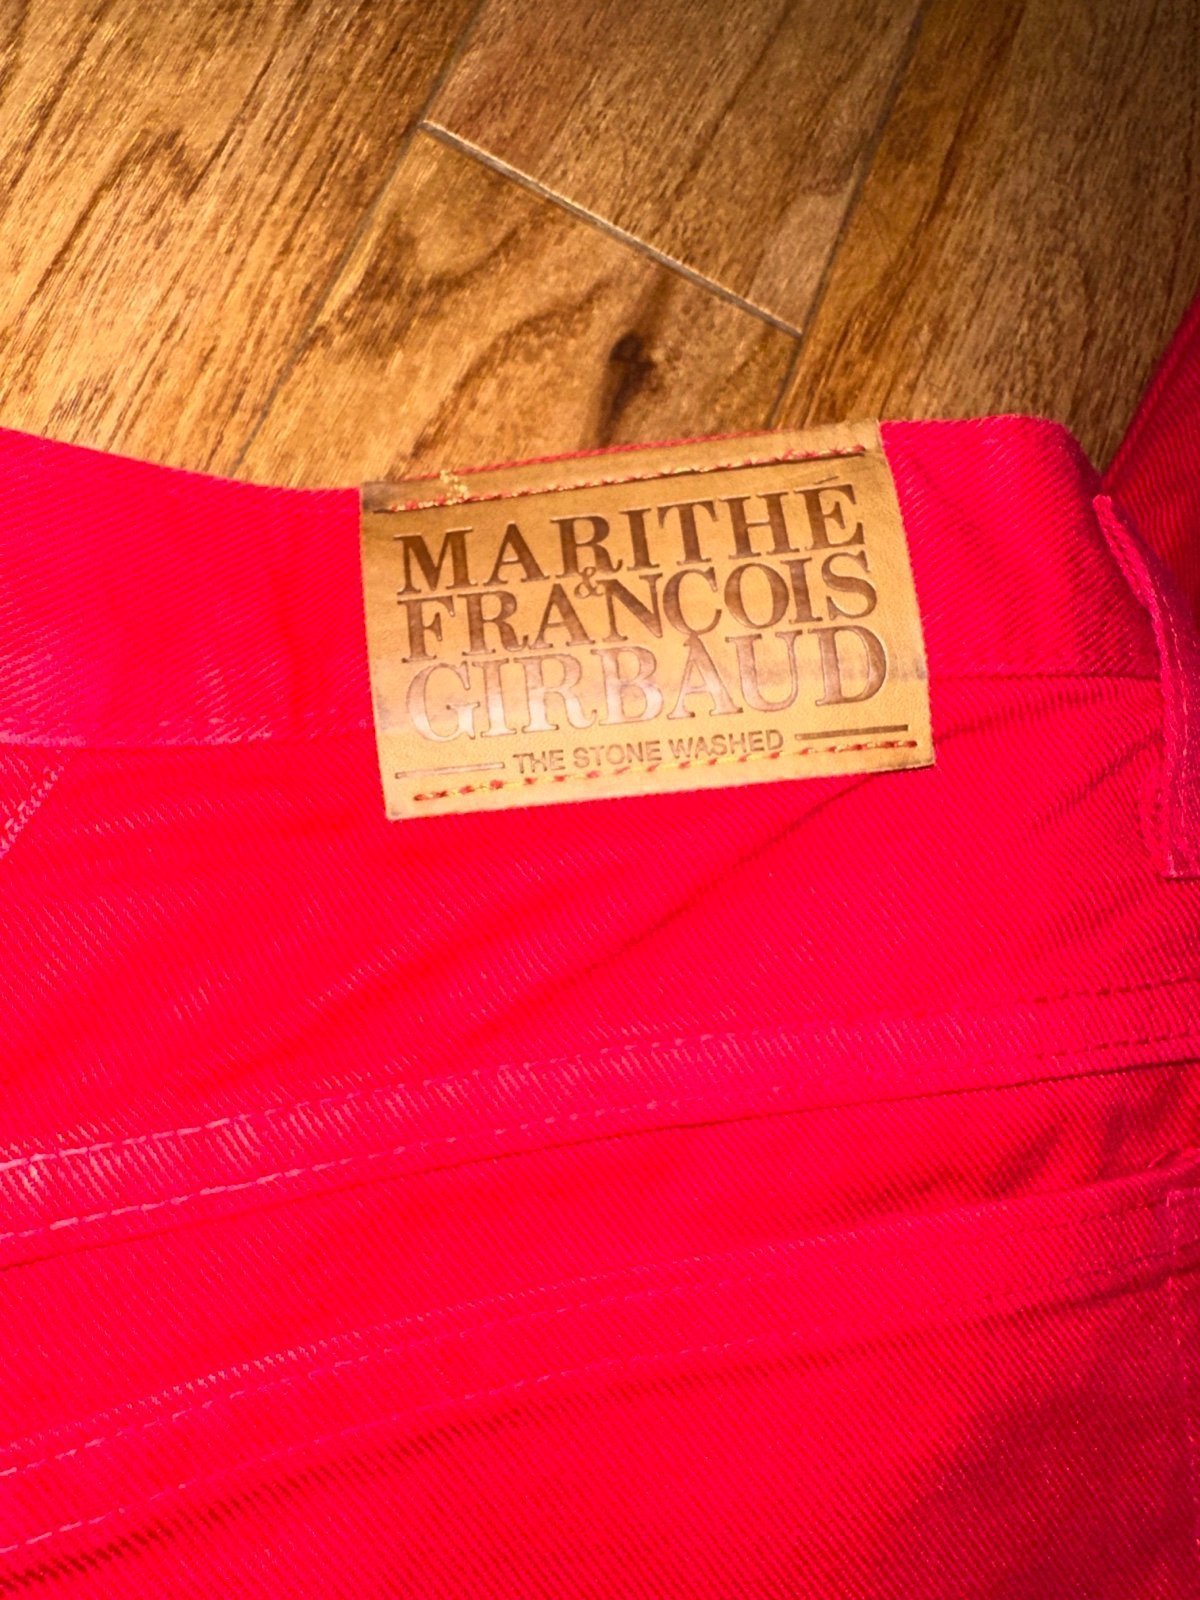 MARITHÉ
&
FRANCOIS
GIRBAUD
THE STONE WASHED